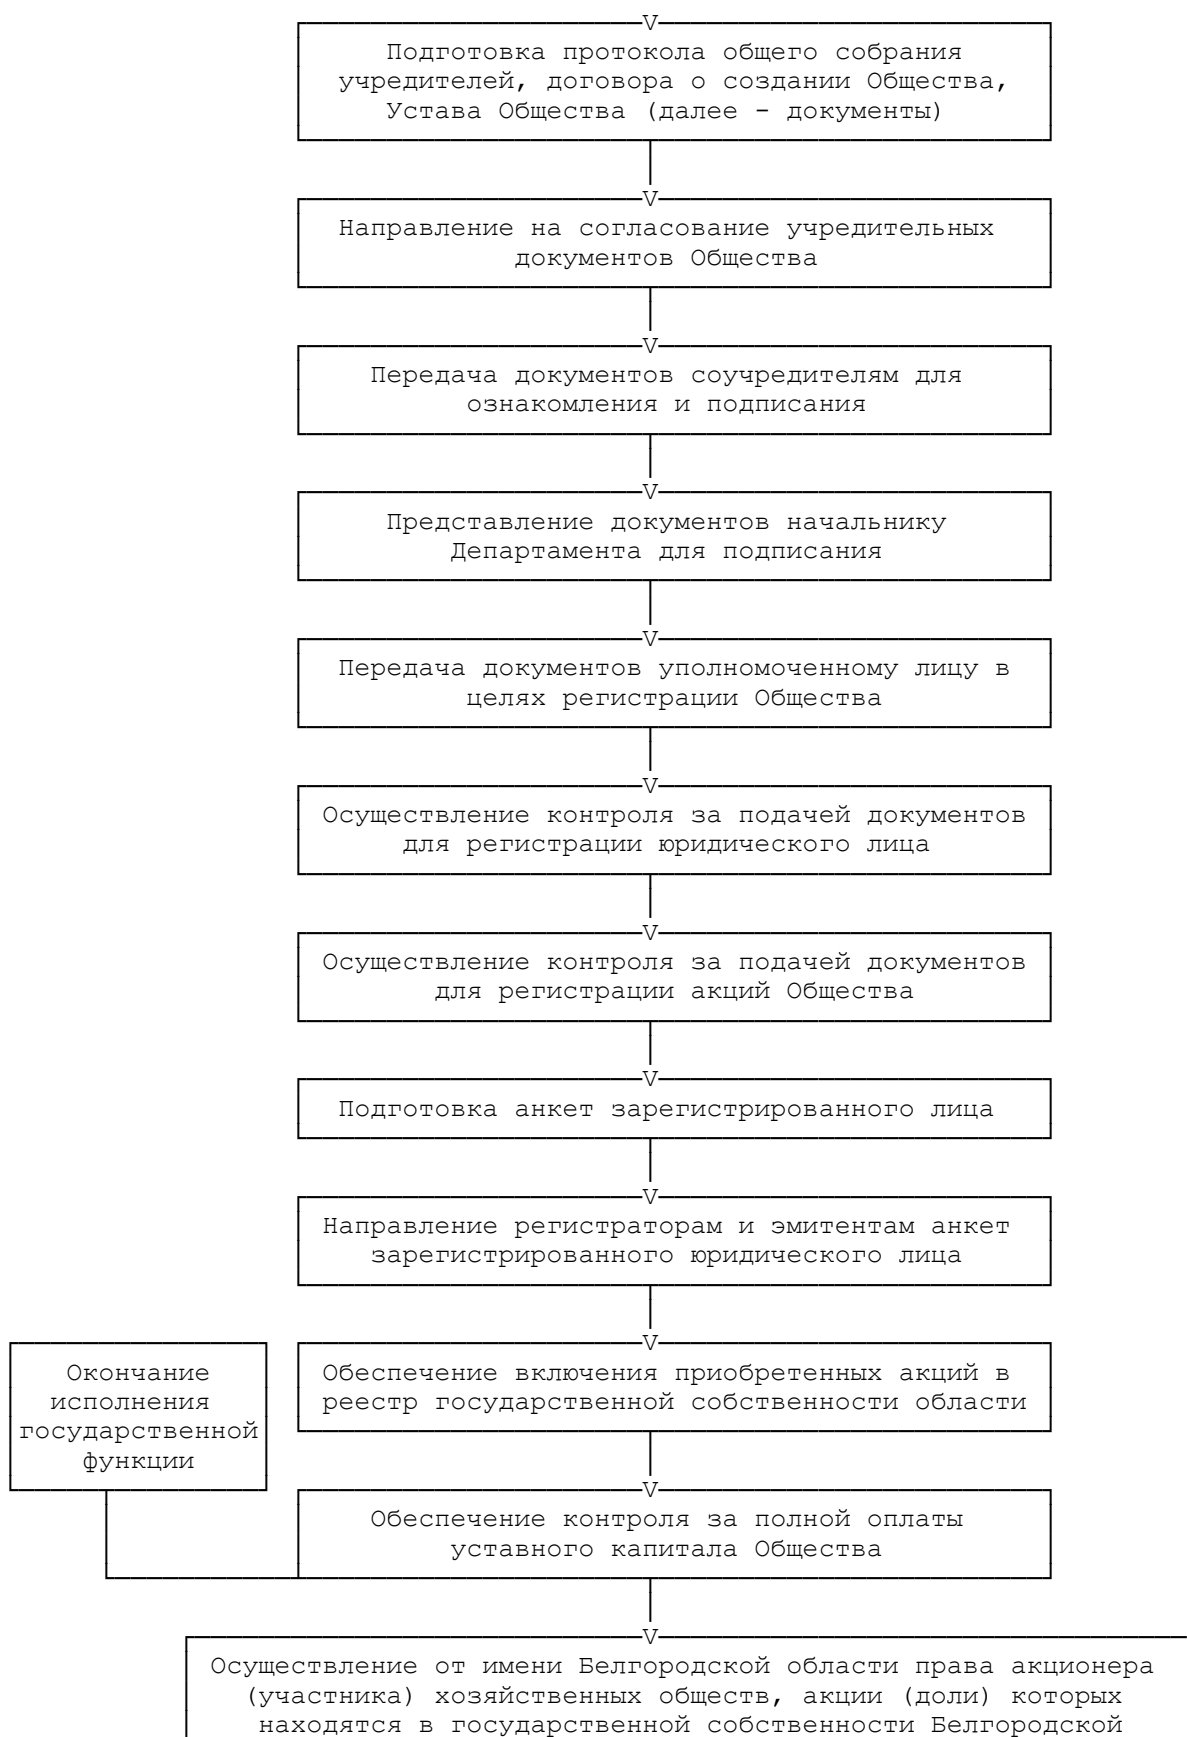 Подготовка протокола общего собрания
учредителей, договора о создании Общества,
Устава Общества (далее - документы)
Направление на согласование учредительных
документов Общества
Передача документов соучредителям для
ознакомления и подписания
Представление документов начальнику
Департамента для подписания
Передача документов уполномоченному лицу в
целях регистрации Общества
Осуществление контроля за подачей документов
для регистрации юридического лица
Осуществление контроля за подачей документов
для регистрации акций Общества
Подготовка анкет зарегистрированного лица
Направление регистраторам и эмитентам анкет
зарегистрированного юридического лица
Окончание
исполнения
государственной
функции
Обеспечение включения приобретенных акций в
реестр государственной собственности области
Обеспечение контроля за полной оплаты
уставного капитала Общества
Осуществление от имени Белгородской области права акционера
(участника) хозяйственных обществ, акции (доли) которых
находятся в государственной собственности Белгородской